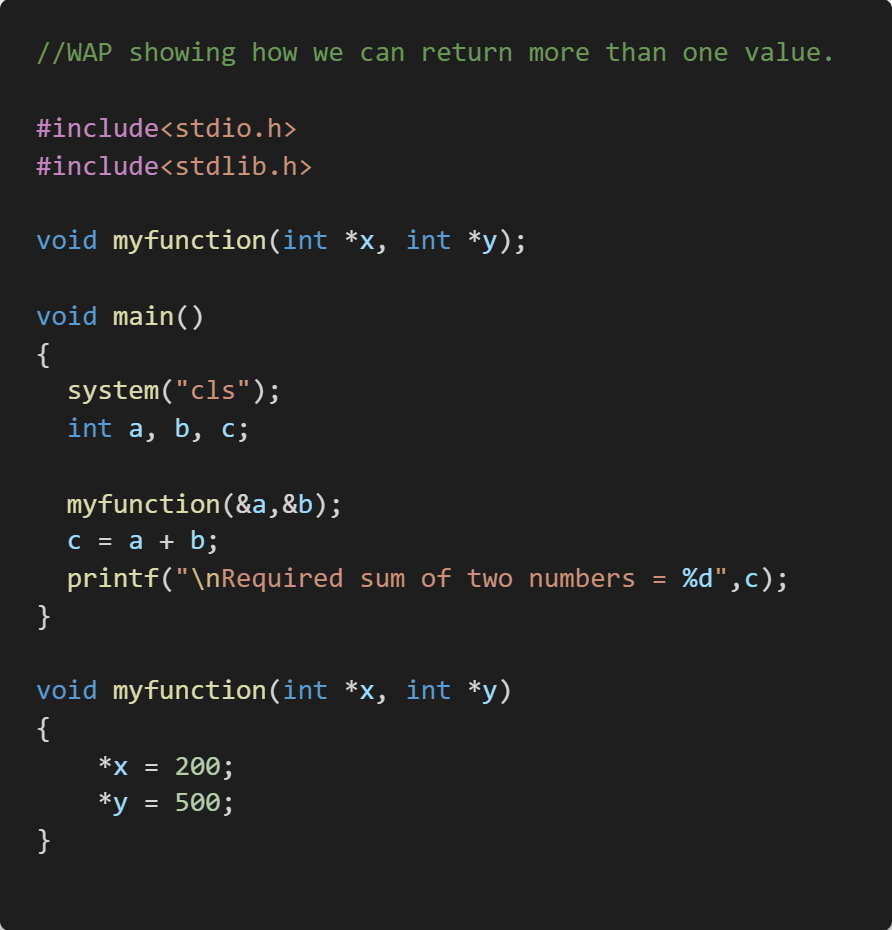 //WAP showing how we can return more than one value.
#include<stdio.h>
#include<stdlib.h>
void myfunction(int *x, int *y);
void main()
{
  system("cls");
  int a, b, c;
  myfunction(&a,&b);
  c = a + b;
  printf("\nRequired sum of two numbers = %d",c);
}
void myfunction(int *x, int *y)
{
    *x = 200;
    *y = 500;
}